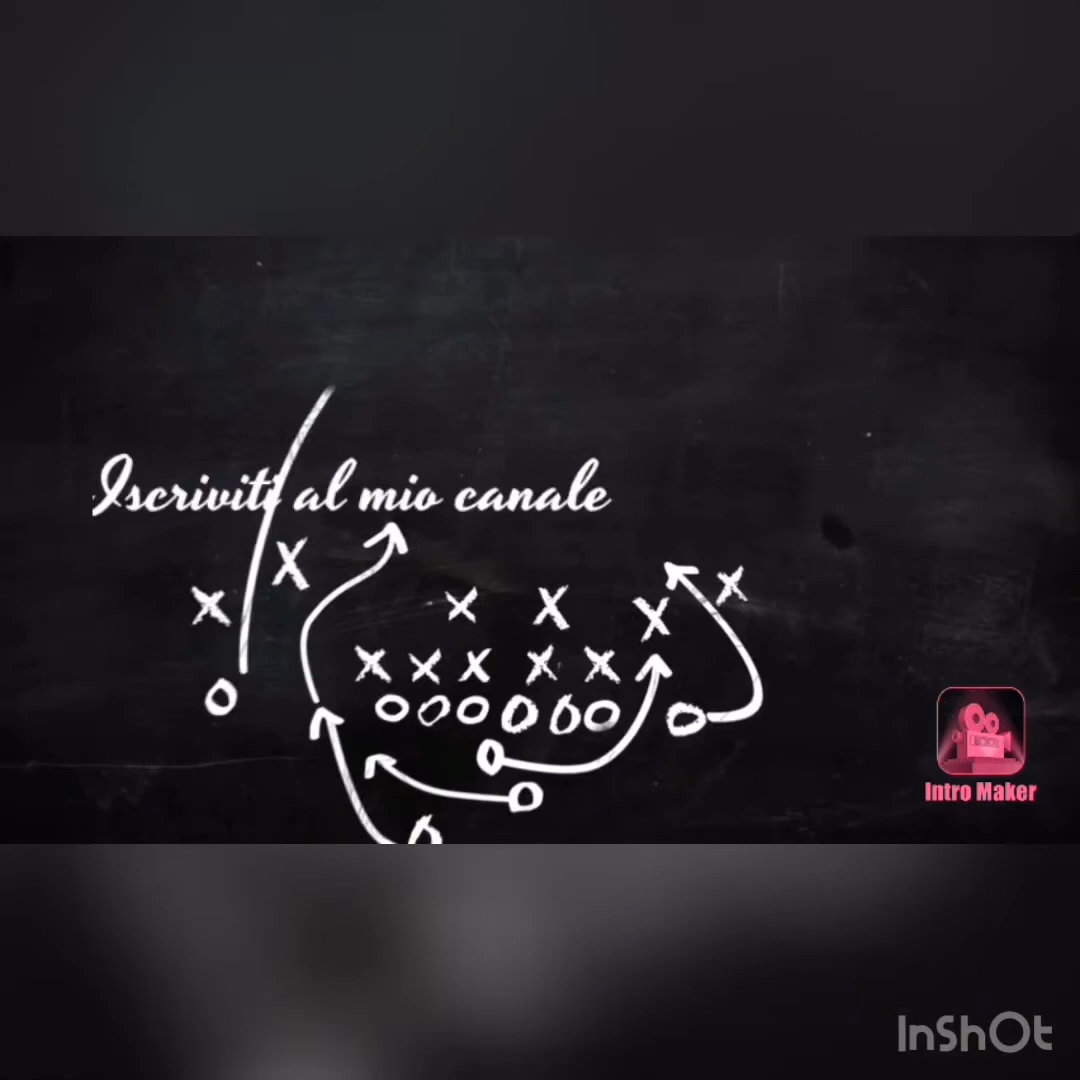 Iscriviti al mio canale
X X X X X X
X X X X X
O O O O O O O O
O
O
O
Intro Maker
InShOt